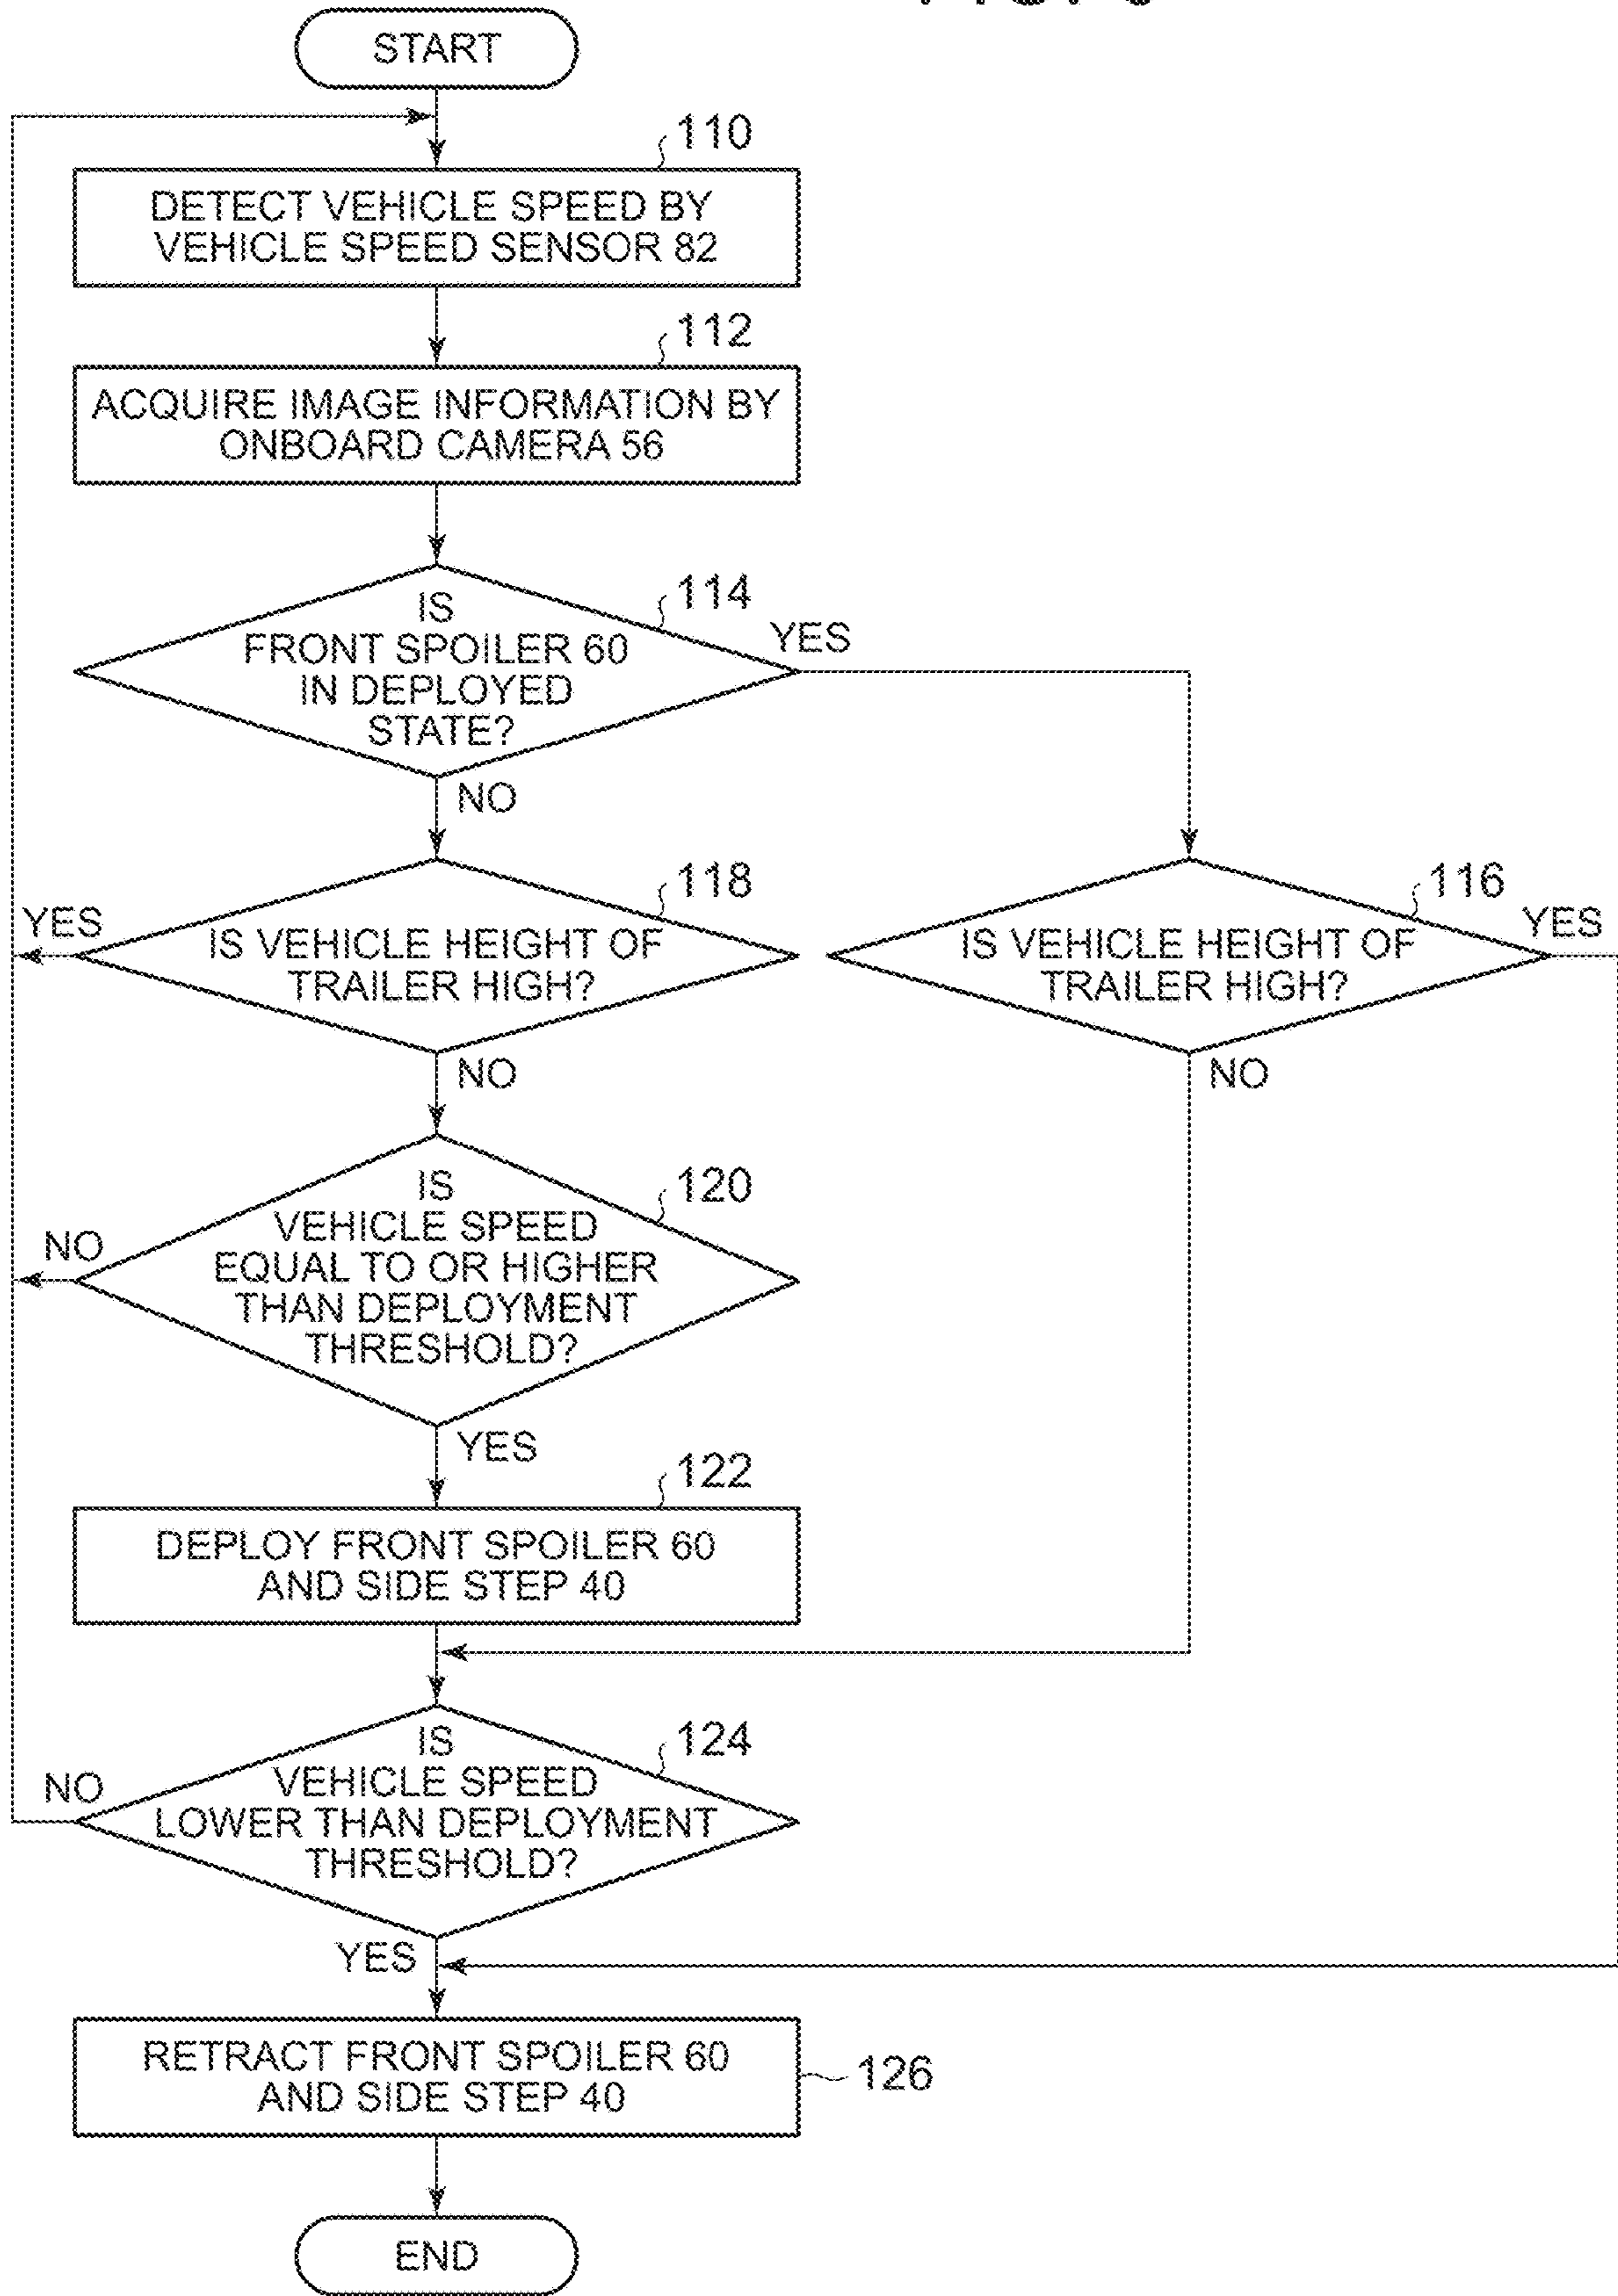 START
110
DETECT VEHICLE SPEED BY
VEHICLE SPEED SENSOR 82
112
ACQUIRE IMAGE INFORMATION BY
ONBOARD CAMERA 56
114
IS
FRONT SPOILER 60
IN DEPLOYED
STATE?
YES
NO
118
YES
IS VEHICLE HEIGHT OF
TRAILER HIGH?
NO
116
YES
IS VEHICLE HEIGHT OF
TRAILER HIGH?
NO
120
IS
VEHICLE SPEED
EQUAL TO OR HIGHER
THAN DEPLOYMENT
THRESHOLD?
NO
YES
122
DEPLOY FRONT SPOILER 60
AND SIDE STEP 40
124
IS
VEHICLE SPEED
LOWER THAN DEPLOYMENT
THRESHOLD?
NO
YES
RETRACT FRONT SPOILER 60
AND SIDE STEP 40
126
END